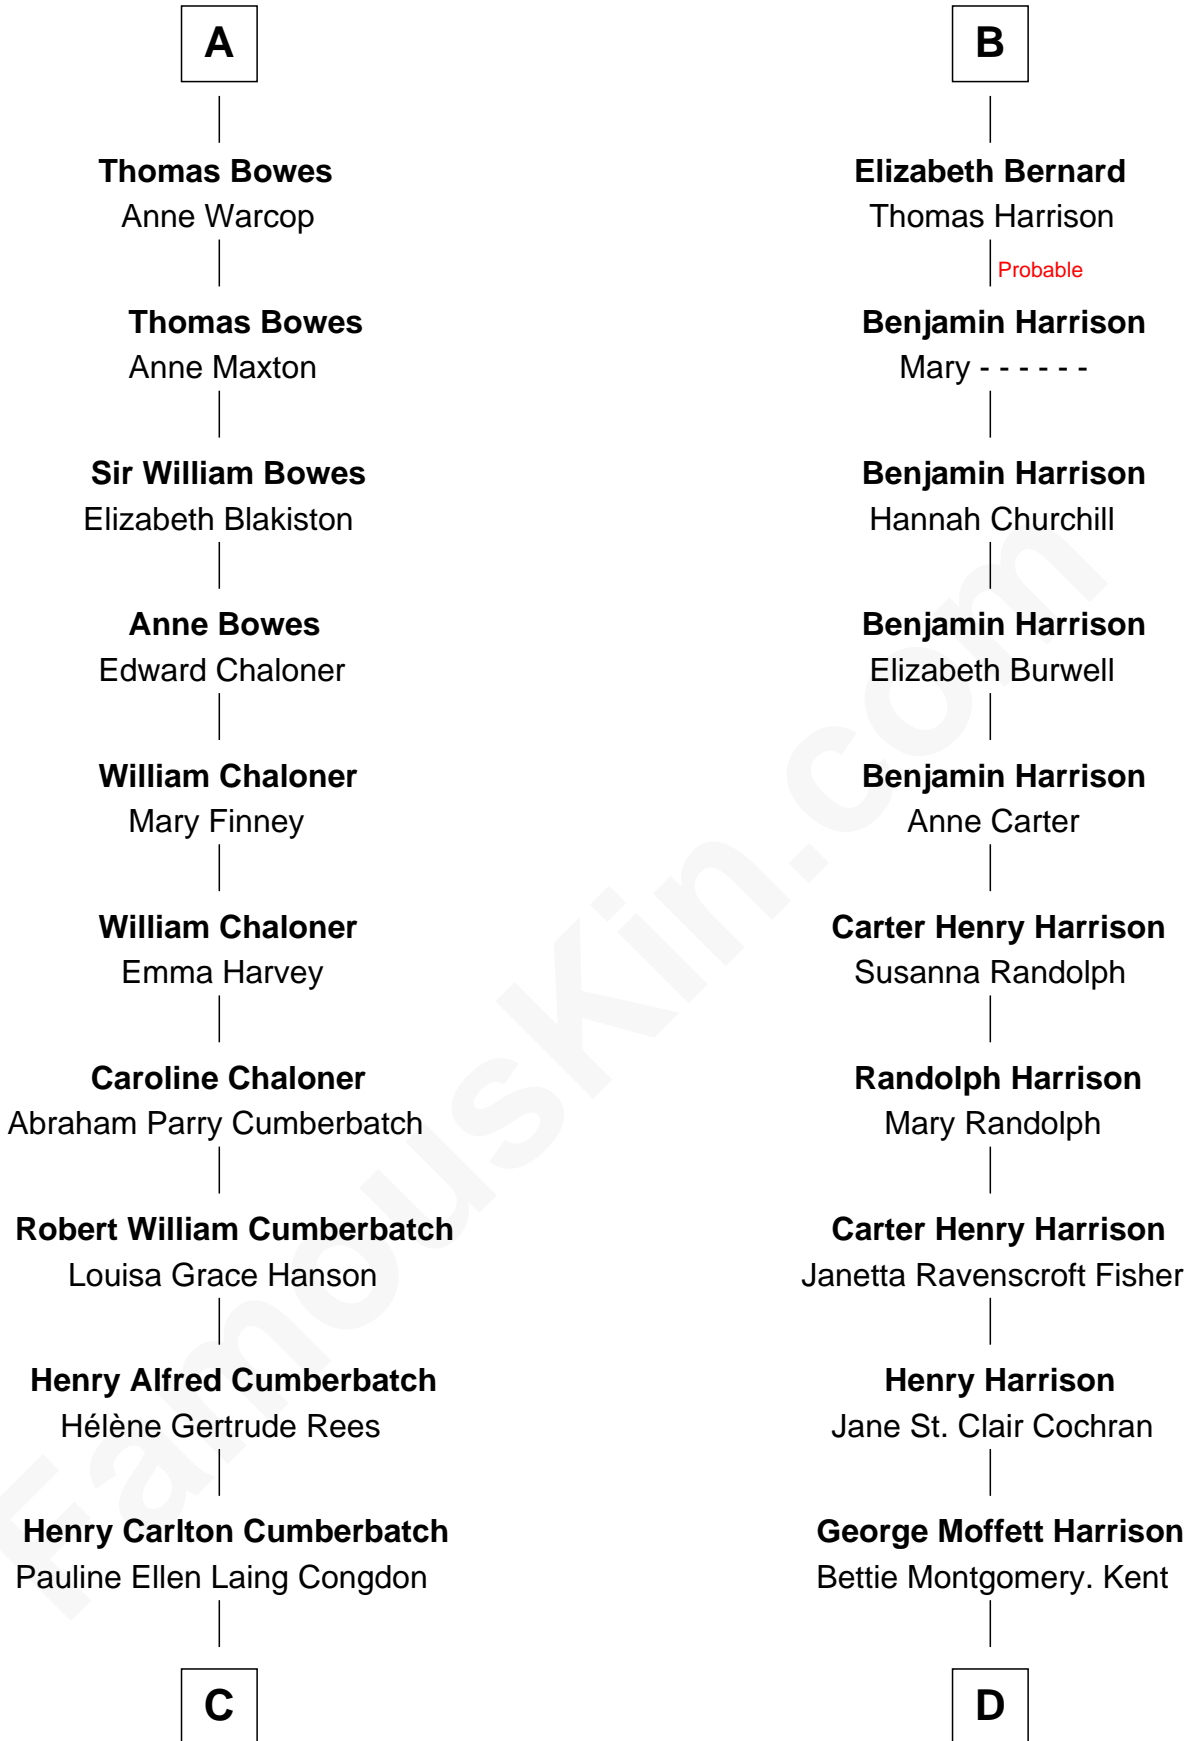 A
Thomas Bowes
Anne Warcop
Thomas Bowes
Anne Maxton
Sir William Bowes
Elizabeth Blakiston
Anne Bowes
Edward Chaloner
William Chaloner
Mary Finney
William Chaloner
Emma Harvey
Caroline Chaloner
Abraham Parry Cumberbatch
Robert William Cumberbatch
Louisa Grace Hanson
Henry Alfred Cumberbatch
Hélène Gertrude Rees
Henry Carlton Cumberbatch
Pauline Ellen Laing Congdon
C
B
Elizabeth Bernard
Thomas Harrison
Probable
Benjamin Harrison
Mary - - - - - -
Benjamin Harrison
Hannah Churchill
Benjamin Harrison
Elizabeth Burwell
Benjamin Harrison
Anne Carter
Carter Henry Harrison
Susanna Randolph
Randolph Harrison
Mary Randolph
Carter Henry Harrison
Janetta Ravenscroft Fisher
Henry Harrison
Jane St. Clair Cochran
George Moffett Harrison
Bettie Montgomery. Kent
D
FamousKin.com